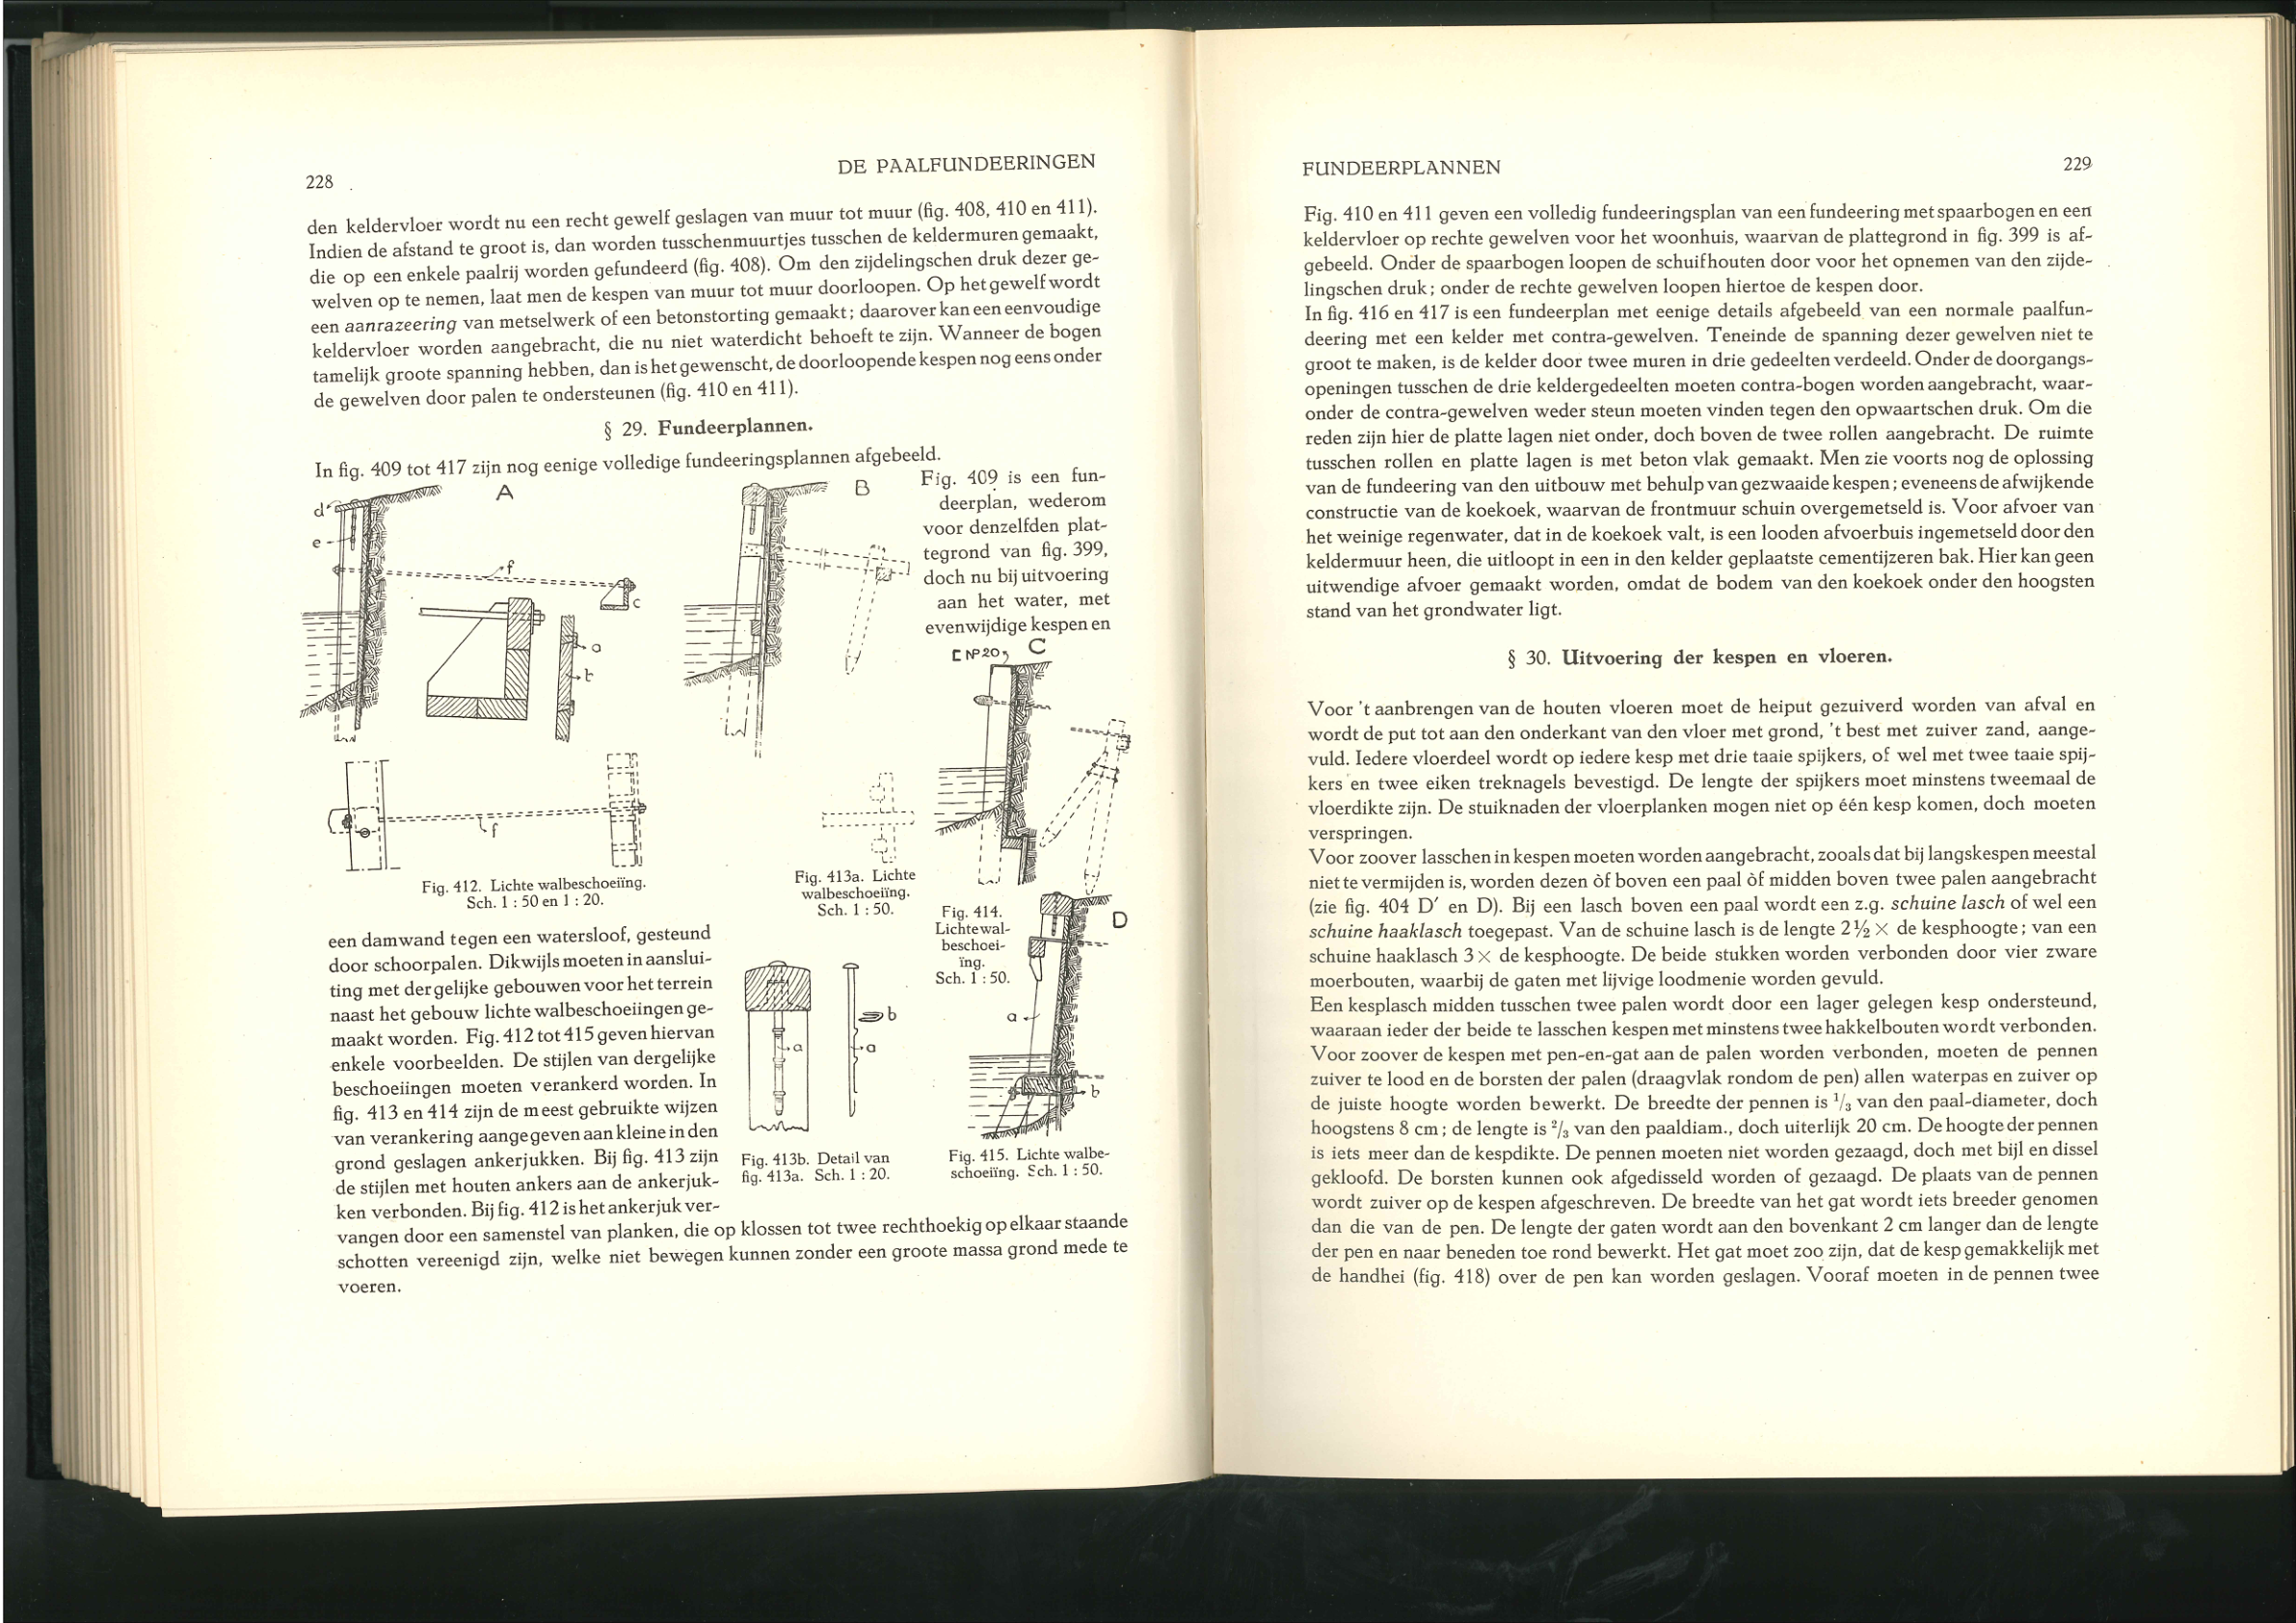 228
DE PAALFUNDEERINGEN
den keldervloer wordt nu een recht gewelf geslagen van muur tot muur (fig. 408, 410 en 411).
Indien de afstand te groot is, dan worden tusschenmuurtjes tusschen de keldermuren gemaakt,
die op een enkele paalrij worden gefundeerd (fig. 408). Om den zijdelingschen druk dezer ge-
welven op te nemen, laat men de kespen van muur tot muur doorloopen. Op het gewelf wordt
een aanrazeering van metselwerk of een betonstorting gemaakt; daarover kan een eenvoudige
keldervloer worden aangebracht, die nu niet waterdicht behoeft te zijn. Wanneer de bogen
tamelijk groote spanning hebben, dan is het gewenscht, de doorloopende kespen nog eens onder
de gewelven door palen te ondersteunen (fig. 410 en 411).
§ 29. Fundeerplannen.
In fig. 409 tot 417 zijn nog eenige volledige fundeeringsplannen afgebeeld.
Fig. 409 is een fun-
deerplan, wederom
voor denzelfden plat-
tegrond van fig. 399,
doch nu bij uitvoering
aan het water, met
evenwijdige kespen en
A
d
e
f
c
a
b
f
B
[ № 20
C
D
a
b
a
b
a
Fig. 412. Lichte walbeschoeiïng.
Sch. 1 : 50 en 1 : 20.
Fig. 413a. Lichte
walbeschoeiïng.
Sch. 1 : 50.
Fig. 414.
Lichte wal-
beschoei-
ïng.
Sch. 1 : 50.
een damwand tegen een watersloof, gesteund
door schoorpalen. Dikwijls moeten in aanslui-
ting met dergelijke gebouwen voor het terrein
naast het gebouw lichte walbeschoeiingen ge-
maakt worden. Fig. 412 tot 415 geven hiervan
enkele voorbeelden. De stijlen van dergelijke
beschoeiingen moeten verankerd worden. In
fig. 413 en 414 zijn de meest gebruikte wijzen
van verankering aangegeven aan kleine in den
grond geslagen ankerjukken. Bij fig. 413 zijn
de stijlen met houten ankers aan de ankerjuk-
ken verbonden. Bij fig. 412 is het ankerjuk ver-
Fig. 413b. Detail van
fig. 413a. Sch. 1 : 20.
Fig. 415. Lichte walbe-
schoeiïng. Sch. 1 : 50.
vangen door een samenstel van planken, die op klossen tot twee rechthoekig op elkaar staande
schotten vereenigd zijn, welke niet bewegen kunnen zonder een groote massa grond mede te
voeren.
FUNDEERPLANNEN
229
Fig. 410 en 411 geven een volledig fundeeringsplan van een fundeering met spaarbogen en een
keldervloer op rechte gewelven voor het woonhuis, waarvan de plattegrond in fig. 399 is af-
gebeeld. Onder de spaarbogen loopen de schuifhouten door voor het opnemen van den zijde-
lingschen druk; onder de rechte gewelven loopen hiertoe de kespen door.
In fig. 416 en 417 is een fundeerplan met eenige details afgebeeld van een normale paalfun-
deering met een kelder met contra-gewelven. Teneinde de spanning dezer gewelven niet te
groot te maken, is de kelder door twee muren in drie gedeelten verdeeld. Onder de doorgangs-
openingen tusschen de drie keldergedeelten moeten contra-bogen worden aangebracht, waar-
onder de contra-gewelven weder steun moeten vinden tegen den opwaartschen druk. Om die
reden zijn hier de platte lagen niet onder, doch boven de twee rollen aangebracht. De ruimte
tusschen rollen en platte lagen is met beton vlak gemaakt. Men zie voorts nog de oplossing
van de fundeering van den uitbouw met behulp van gezwaaide kespen; eveneens de afwijkende
constructie van de koekoek, waarvan de frontmuur schuin overgemetseld is. Voor afvoer van
het weinige regenwater, dat in de koekoek valt, is een looden afvoerbuis ingemetseld door den
keldermuur heen, die uitloopt in een in den kelder geplaatste cementijzeren bak. Hier kan geen
uitwendige afvoer gemaakt worden, omdat de bodem van den koekoek onder den hoogsten
stand van het grondwater ligt.
§ 30. Uitvoering der kespen en vloeren.
Voor 't aanbrengen van de houten vloeren moet de heiput gezuiverd worden van afval en
wordt de put tot aan den onderkant van den vloer met grond, 't best met zuiver zand, aange-
vuld. Iedere vloerdeel wordt op iedere kesp met drie taaie spijkers, of wel met twee taaie spij-
kers en twee eiken treknagels bevestigd. De lengte der spijkers moet minstens tweemaal de
vloerdikte zijn. De stuiknaden der vloerplanken mogen niet op één kesp komen, doch moeten
verspringen.
Voor zoover lasschen in kespen moeten worden aangebracht, zooals dat bij langskespen meestal
niet te vermijden is, worden dezen òf boven een paal òf midden boven twee palen aangebracht
(zie fig. 404 D′ en D). Bij een lasch boven een paal wordt een z.g. schuine lasch of wel een
schuine haaklasch toegepast. Van de schuine lasch is de lengte 2½ × de kesphoogte; van een
schuine haaklasch 3 × de kesphoogte. De beide stukken worden verbonden door vier zware
moerbouten, waarbij de gaten met lijvige loodmenie worden gevuld.
Een kesplasch midden tusschen twee palen wordt door een lager gelegen kesp ondersteund,
waaraan ieder der beide te lasschen kespen met minstens twee hakkelbouten wordt verbonden.
Voor zoover de kespen met pen-en-gat aan de palen worden verbonden, moeten de pennen
zuiver te lood en de borsten der palen (draagvlak rondom de pen) allen waterpas en zuiver op
de juiste hoogte worden bewerkt. De breedte der pennen is ¹/₃ van den paal-diameter, doch
hoogstens 8 cm; de lengte is ²/₃ van den paaldiam., doch uiterlijk 20 cm. De hoogte der pennen
is iets meer dan de kespdikte. De pennen moeten niet worden gezaagd, doch met bijl en dissel
gekloofd. De borsten kunnen ook afgedisseld worden of gezaagd. De plaats van de pennen
wordt zuiver op de kespen afgeschreven. De breedte van het gat wordt iets breeder genomen
dan die van de pen. De lengte der gaten wordt aan den bovenkant 2 cm langer dan de lengte
der pen en naar beneden toe rond bewerkt. Het gat moet zoo zijn, dat de kesp gemakkelijk met
de handhei (fig. 418) over de pen kan worden geslagen. Vooraf moeten in de pennen twee